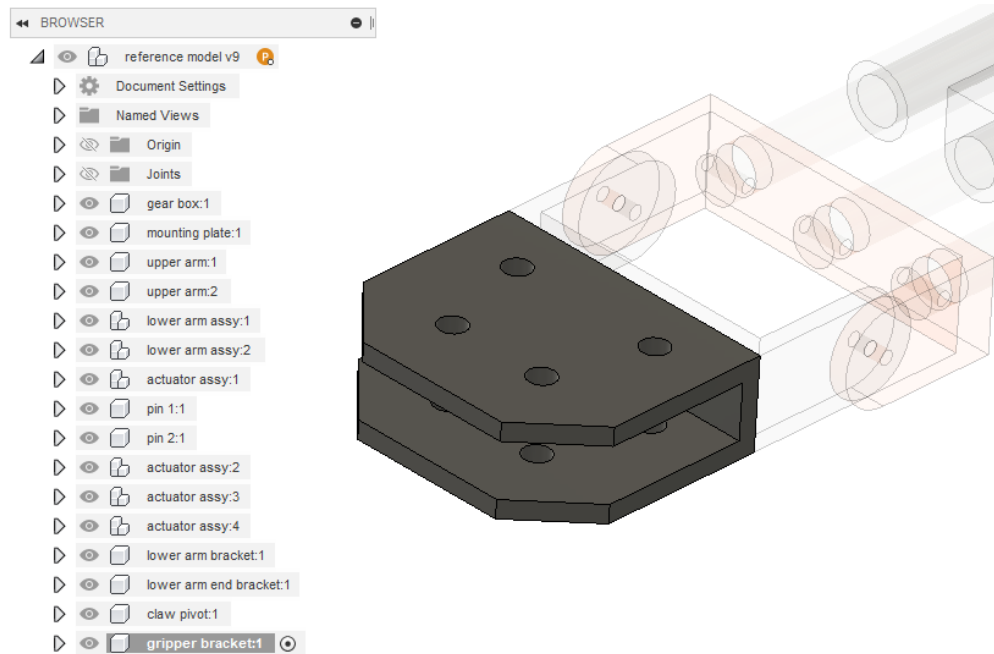 BROWSER
reference model v9 P
Document Settings
Named Views
Origin
Joints
gear box:1
mounting plate:1
upper arm:1
upper arm:2
lower arm assy:1
lower arm assy:2
actuator assy:1
pin 1:1
pin 2:1
actuator assy:2
actuator assy:3
actuator assy:4
lower arm bracket:1
lower arm end bracket:1
claw pivot:1
gripper bracket:1